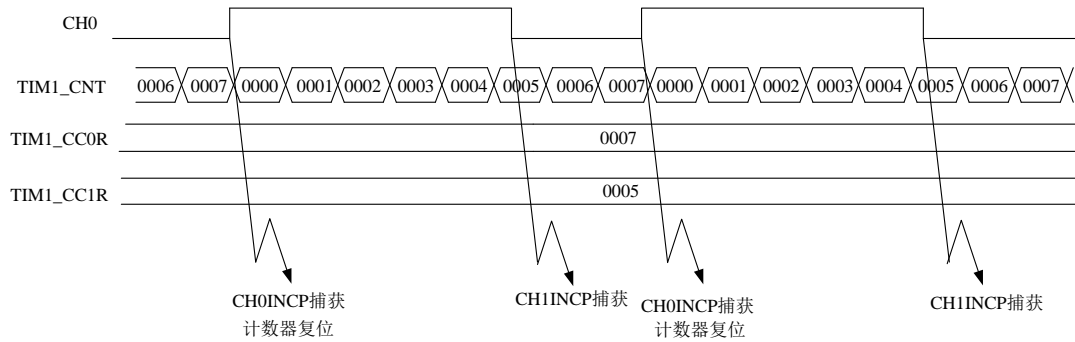 CH0
TIM1_CNT 0006 0007 0000 0001 0002 0003 0004 0005 0006 0007 0000 0001 0002 0003 0004 0005 0006 0007
TIM1_CC0R 0007
TIM1_CC1R 0005
CH0INCP捕获
计数器复位
CH1INCP捕获
CH0INCP捕获
计数器复位
CH1INCP捕获